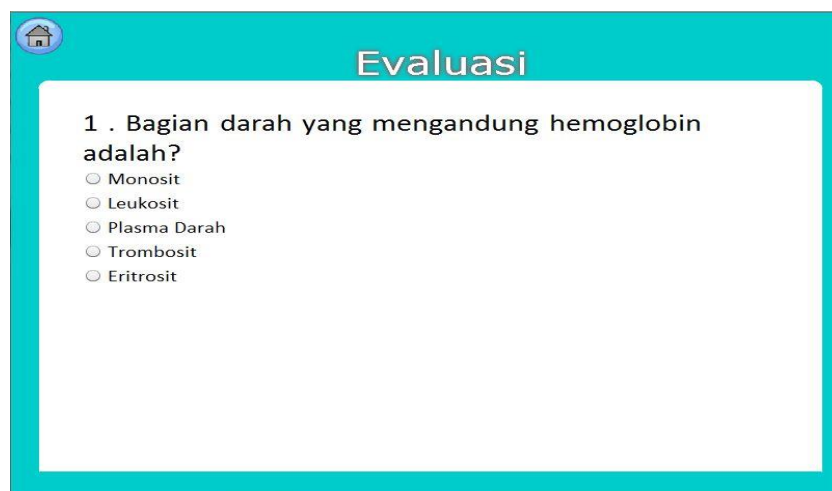 Evaluasi
1 . Bagian darah yang mengandung hemoglobin
adalah?
Monosit
Leukosit
Plasma Darah
Trombosit
Eritrosit